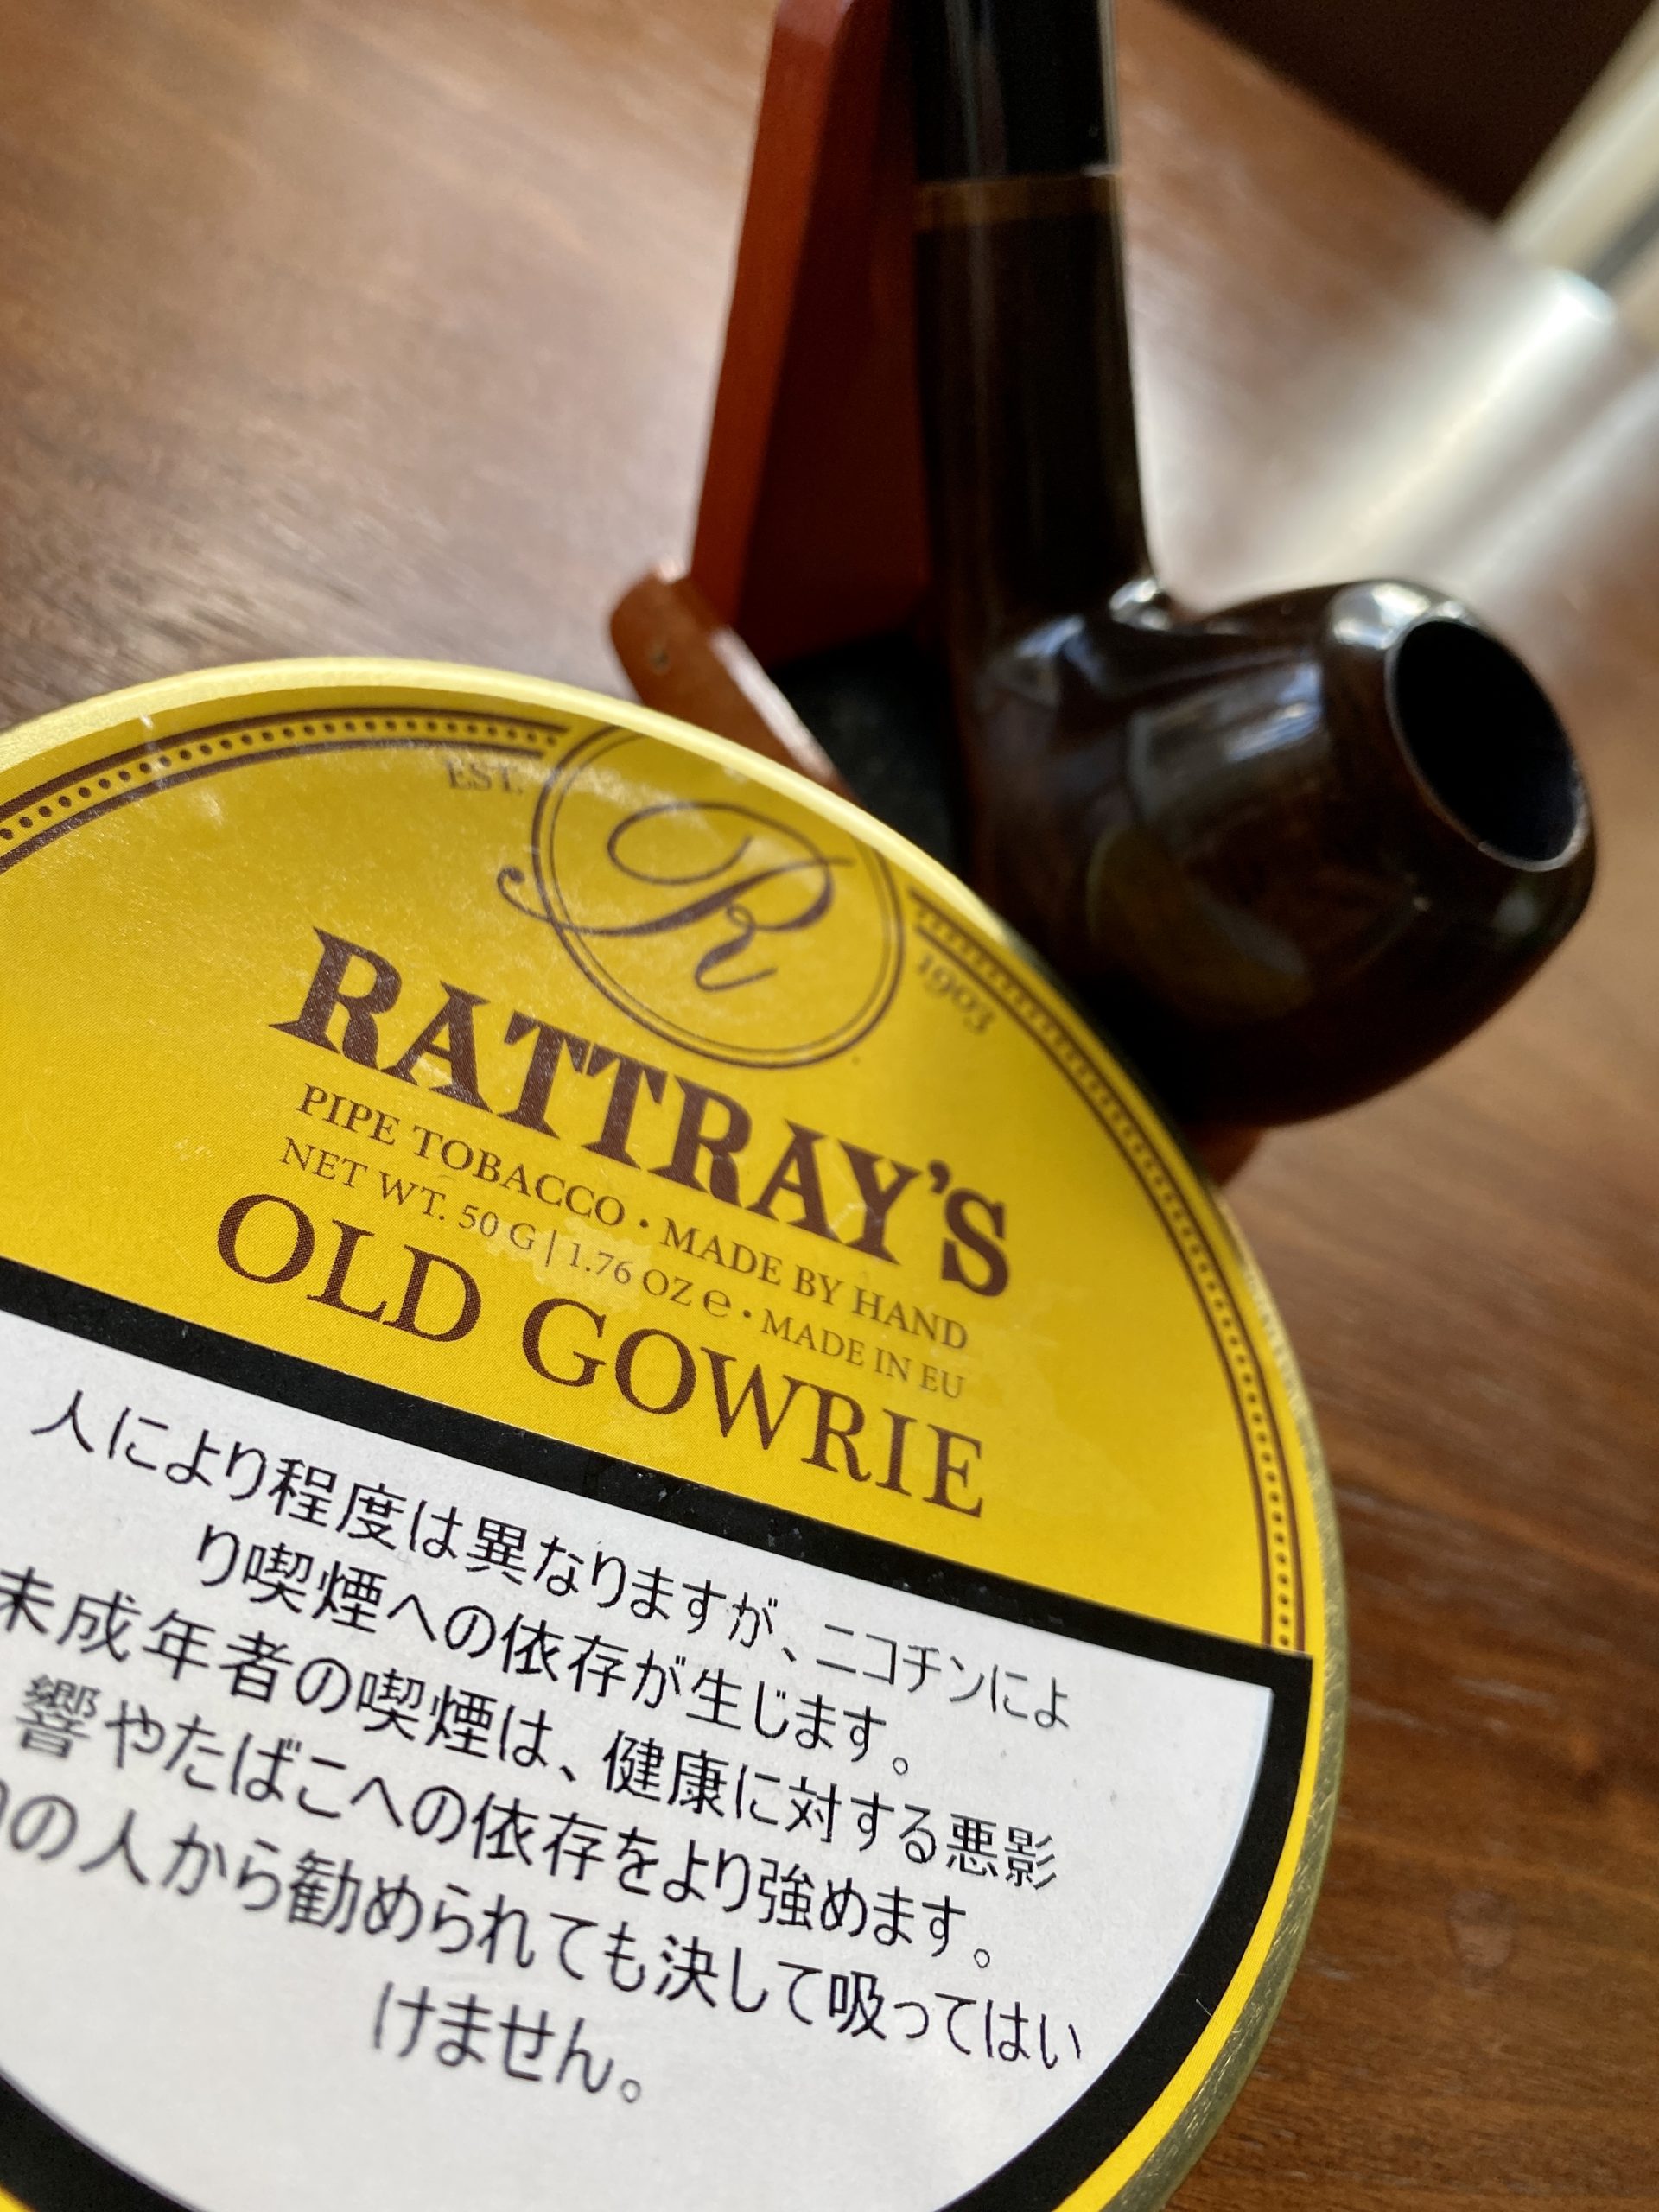 EST.
R
1903
RATTRAY'S
PIPE TOBACCO • MADE BY HAND
NET WT. 50 G | 1.76 OZ ℮ • MADE IN EU
OLD GOWRIE
人により程度は異なりますが、ニコチンによ
り喫煙への依存が生じます。
未成年者の喫煙は、健康に対する悪影
響やたばこへの依存をより強めます。
の人から勧められても決して吸ってはい
けません。